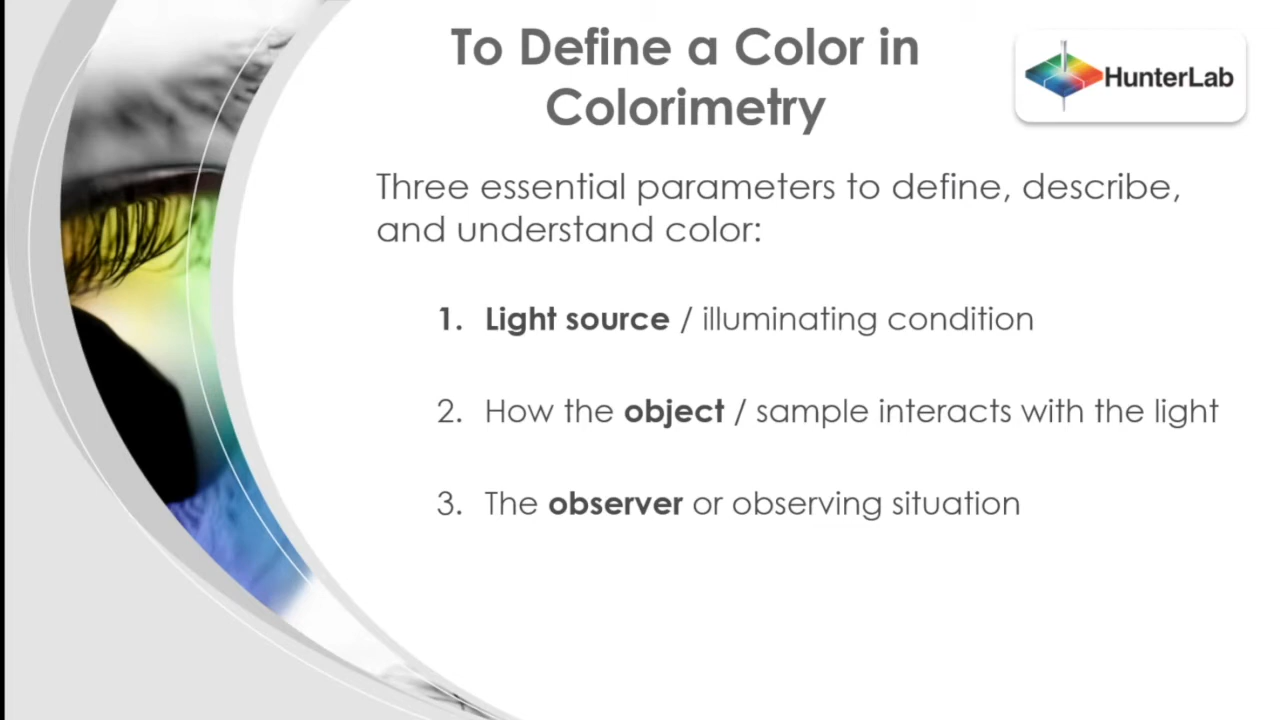 To Define a Color in
Colorimetry
HunterLab
Three essential parameters to define, describe,
and understand color:
1. Light source / illuminating condition
2. How the object / sample interacts with the light
3. The observer or observing situation